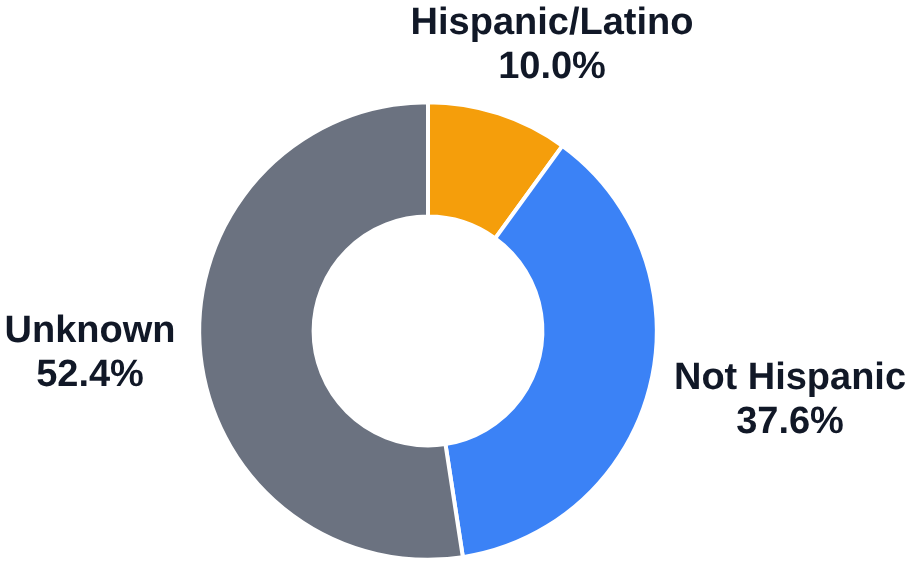 Hispanic/Latino
10.0%
Unknown
52.4%
Not Hispanic
37.6%